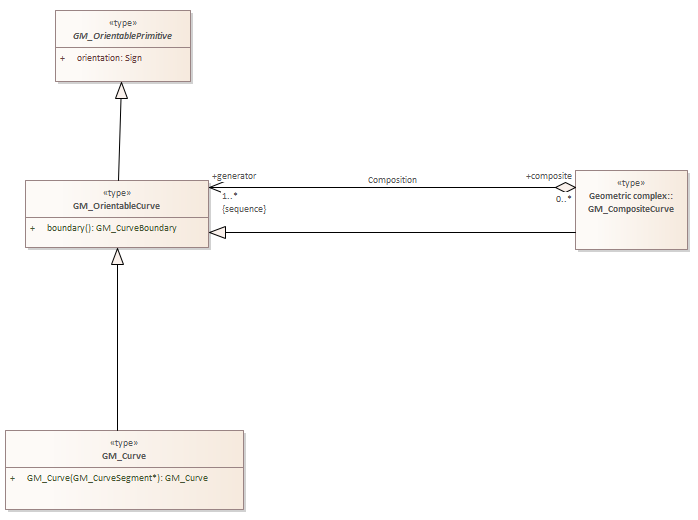 «type»
GM_OrientablePrimitive
+ orientation: Sign
+generator
Composition
+composite
1..*
{sequence}
0..*
«type»
GM_OrientableCurve
+ boundary(): GM_CurveBoundary
«type»
Geometric complex::
GM_CompositeCurve
«type»
GM_Curve
+ GM_Curve(GM_CurveSegment*): GM_Curve